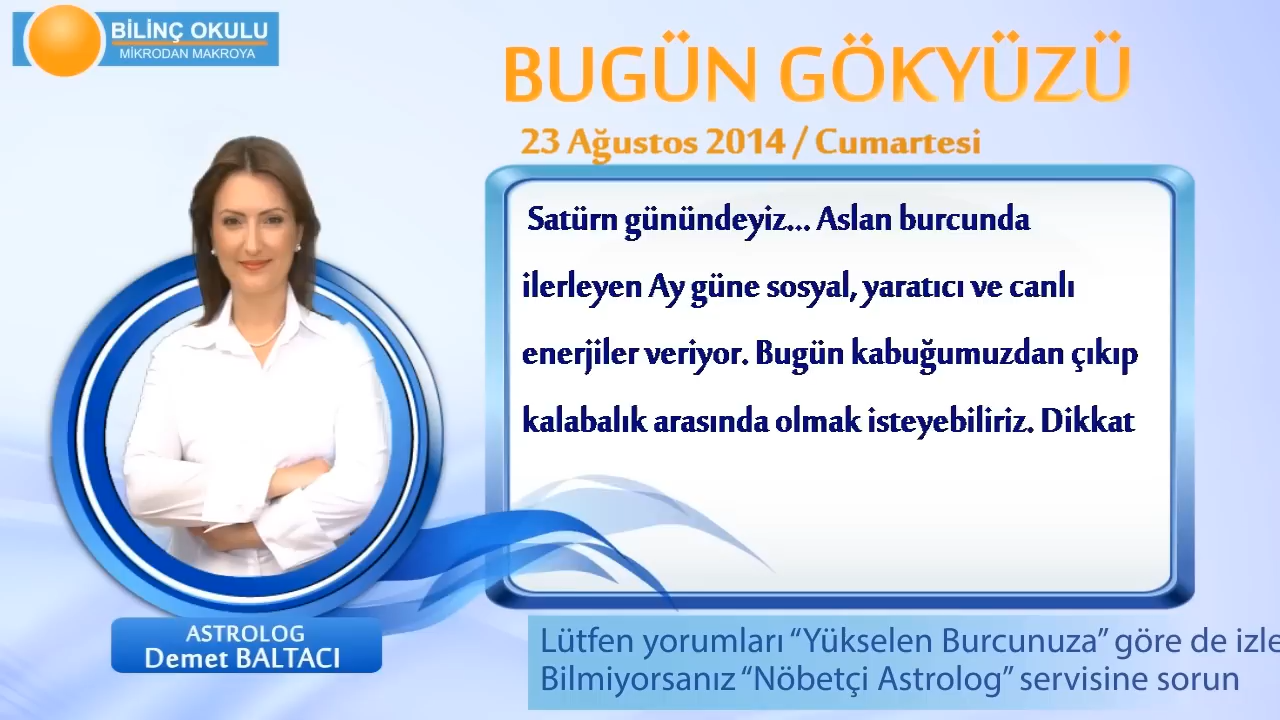 BİLİNÇ OKULU
MİKRODAN MAKROYA
BUGÜN GÖKYÜZÜ
23 Ağustos 2014 / Cumartesi
Satürn günündeyiz... Aslan burcunda
ilerleyen Ay güne sosyal, yaratıcı ve canlı
enerjiler veriyor. Bugün kabuğumuzdan çıkıp
kalabalık arasında olmak isteyebiliriz. Dikkat
ASTROLOG
Demet BALTACI
Lütfen yorumları “Yükselen Burcunuza” göre de izle
Bilmiyorsanız “Nöbetçi Astrolog” servisine sorun